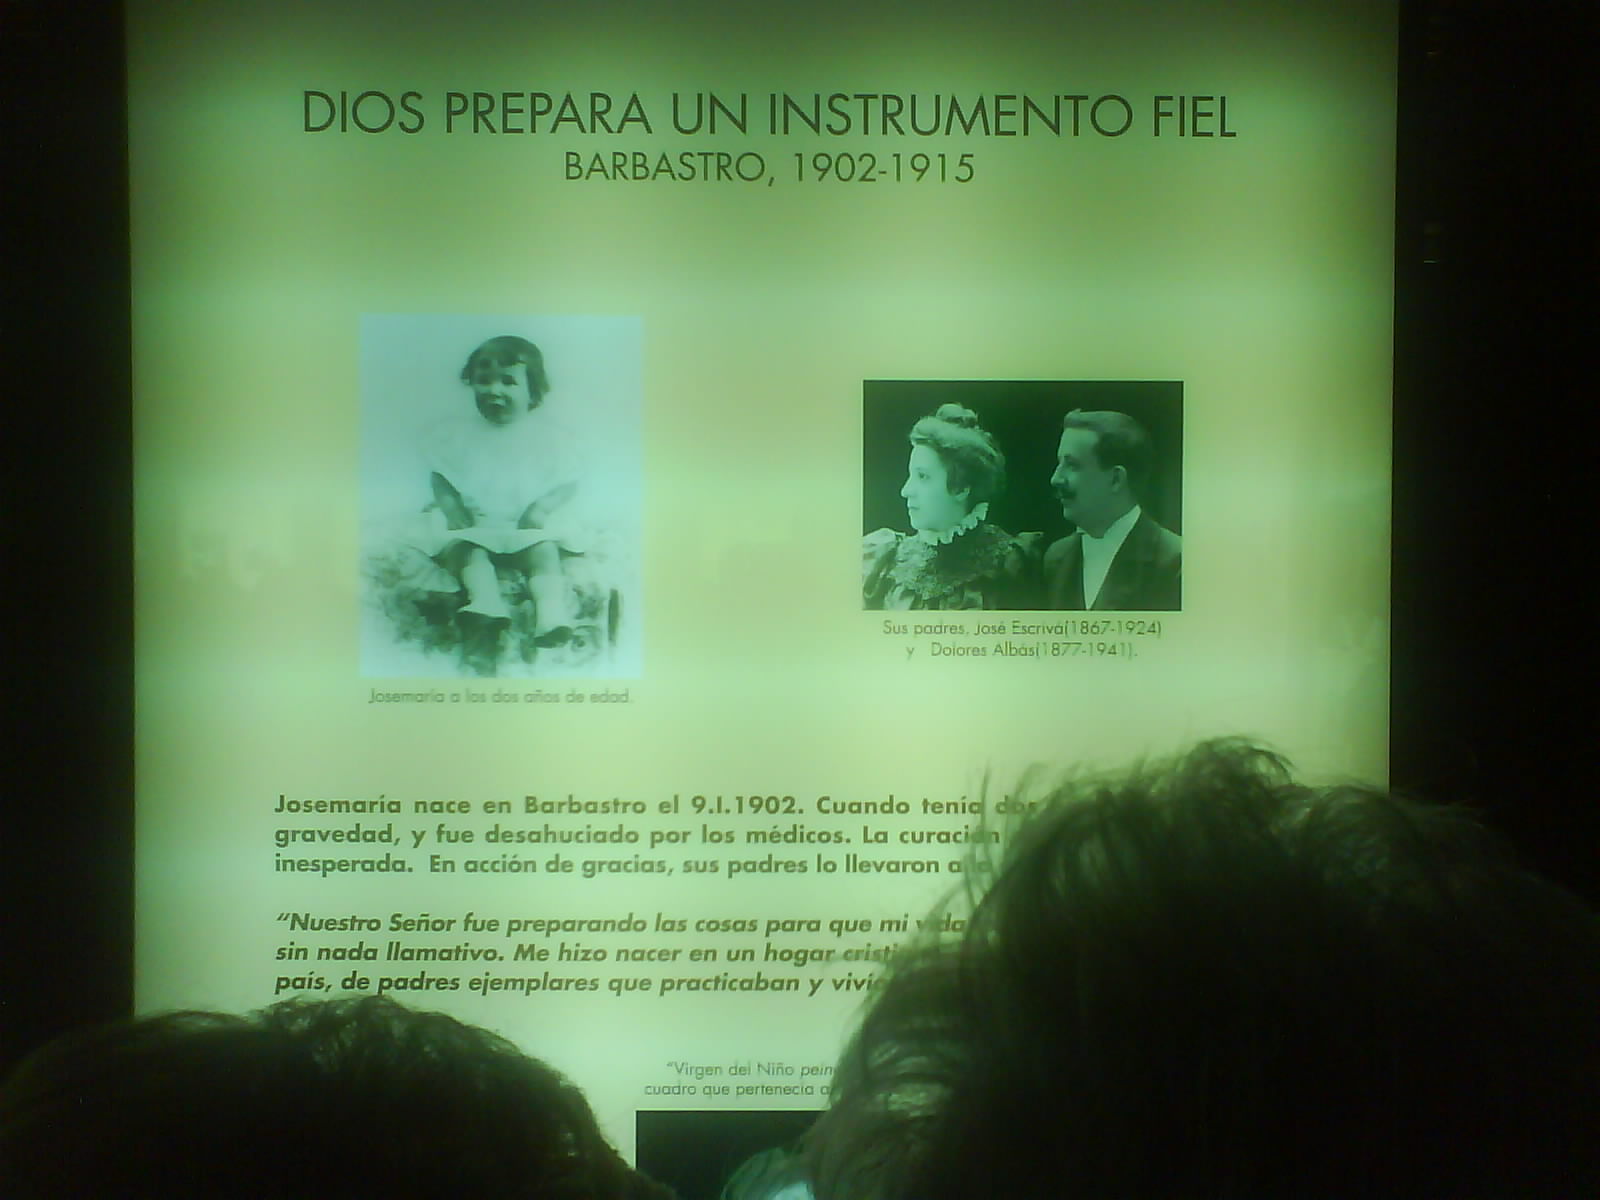 DIOS PREPARA UN INSTRUMENTO FIEL
BARBASTRO, 1902-1915
Sus padres, José Escrivá(1867-1924)
y Dolores Albás(1877-1941).
Josemaría a los dos años de edad.
Josemaría nace en Barbastro el 9.I.1902. Cuando tenía dos
gravedad, y fue desahuciado por los médicos. La curación
inesperada. En acción de gracias, sus padres lo llevaron a
“Nuestro Señor fue preparando las cosas para que mi vida
sin nada llamativo. Me hizo nacer en un hogar
país, de padres ejemplares que practicaban y
“Virgen del Niño
cuadro que pertenecía